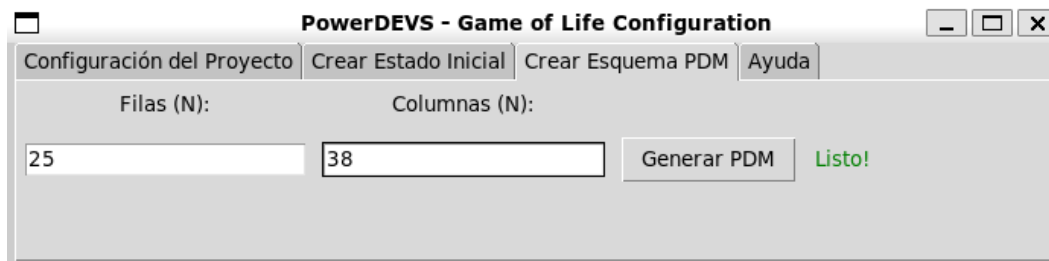 PowerDEVS - Game of Life Configuration
Configuración del Proyecto Crear Estado Inicial Crear Esquema PDM Ayuda
Filas (N): Columnas (N):
25 38 Generar PDM Listo!